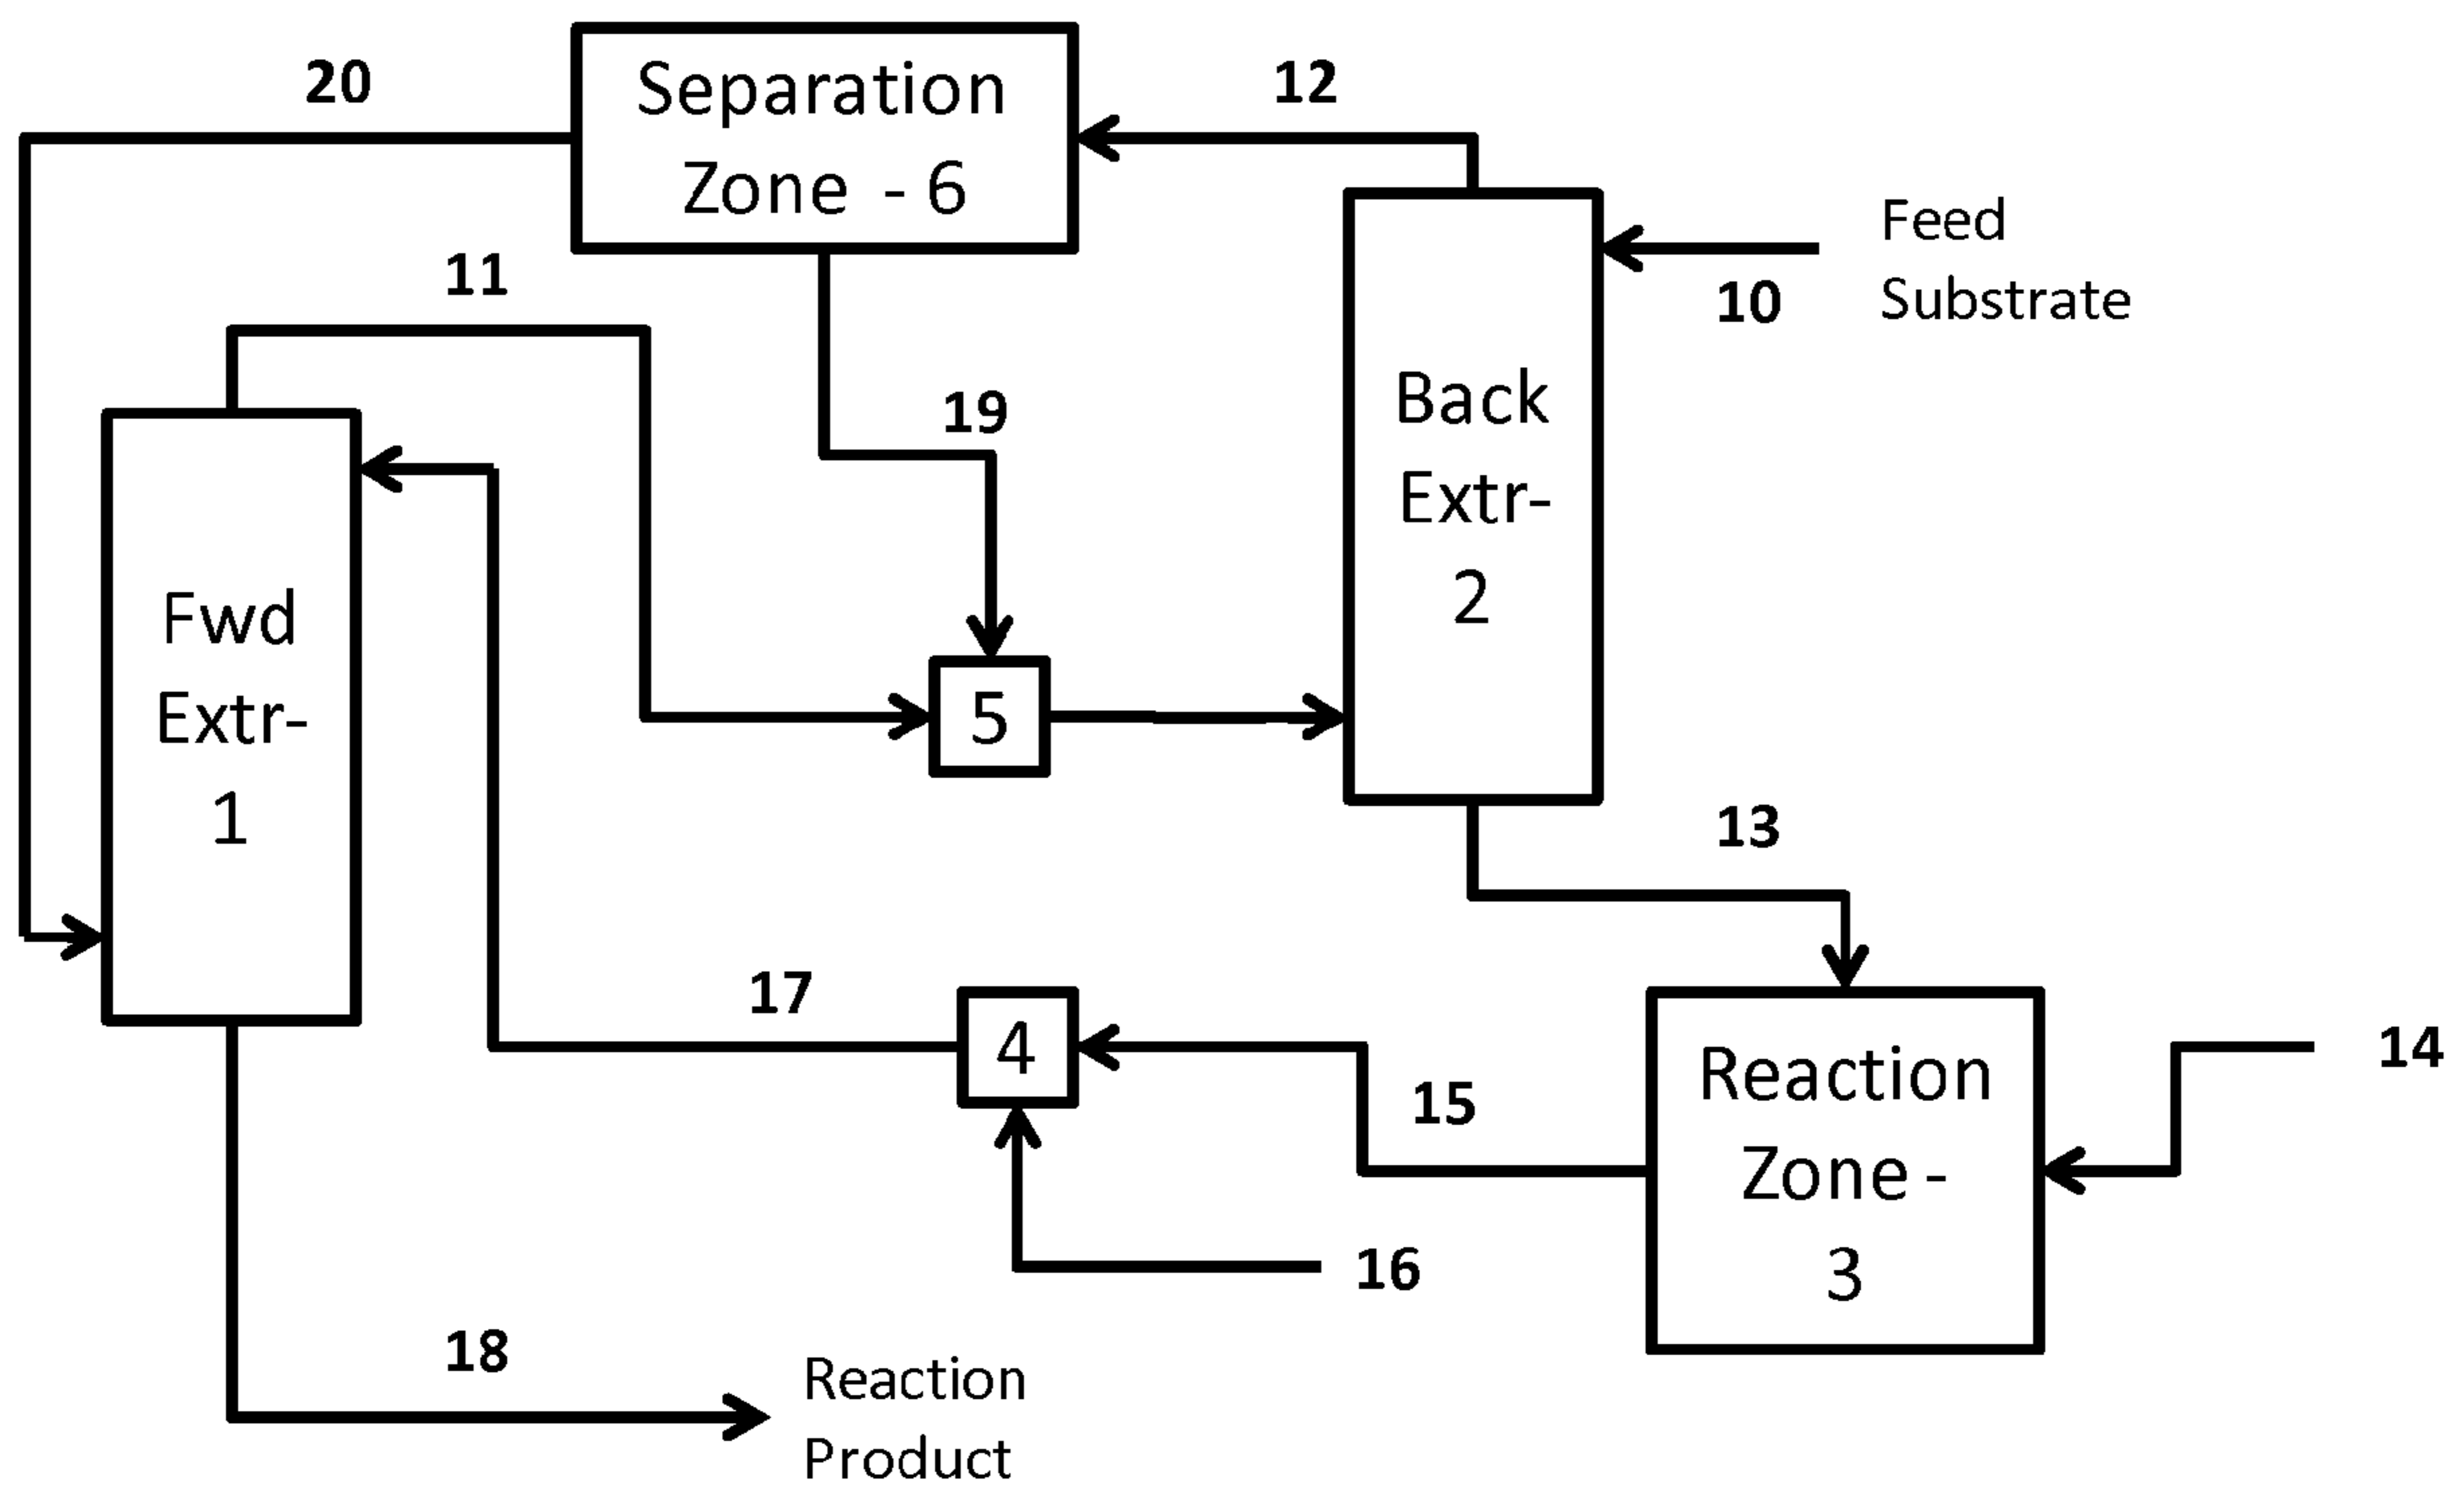 20
Separation
Zone - 6
12
Feed
Substrate
10
11
19
Back
Extr-
2
Fwd
Extr-
1
5
13
17
4
15
Reaction
Zone -
3
14
16
18
Reaction
Product